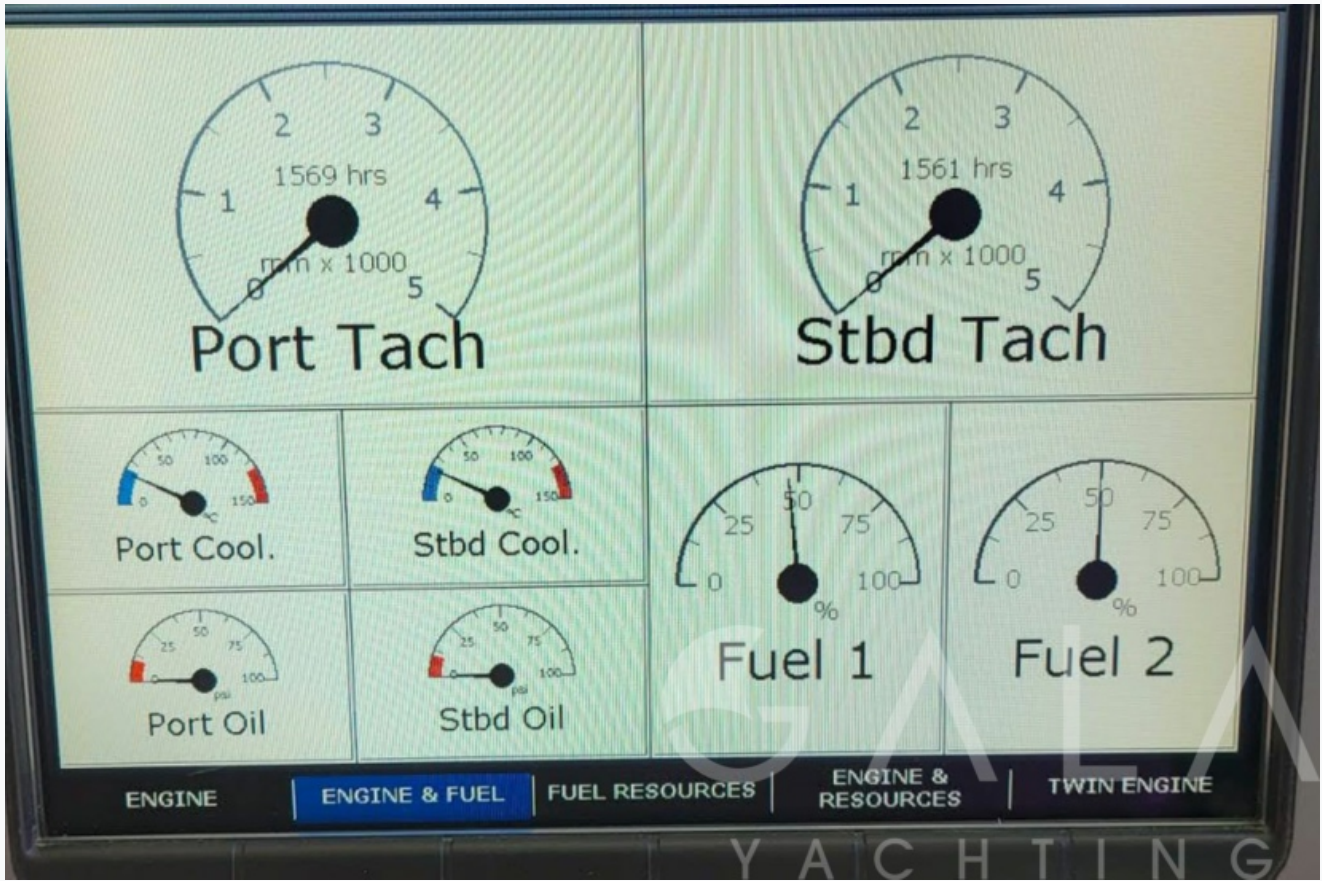 2 3
1569 hrs
1 4
rpm x 1000
0 5
Port Tach
2 3
1561 hrs
1 4
rpm x 1000
0 5
Stbd Tach
50 100
0 150
°C
Port Cool.
50 100
0 150
°C
Stbd Cool.
50
25 75
0 100
psi
Port Oil
50
25 75
0 100
psi
Stbd Oil
50
25 75
0 100
%
Fuel 1
50
25 75
0 100
%
Fuel 2
ENGINE
ENGINE & FUEL
FUEL RESOURCES
ENGINE &
RESOURCES
TWIN ENGINE
GALA
YACHTING